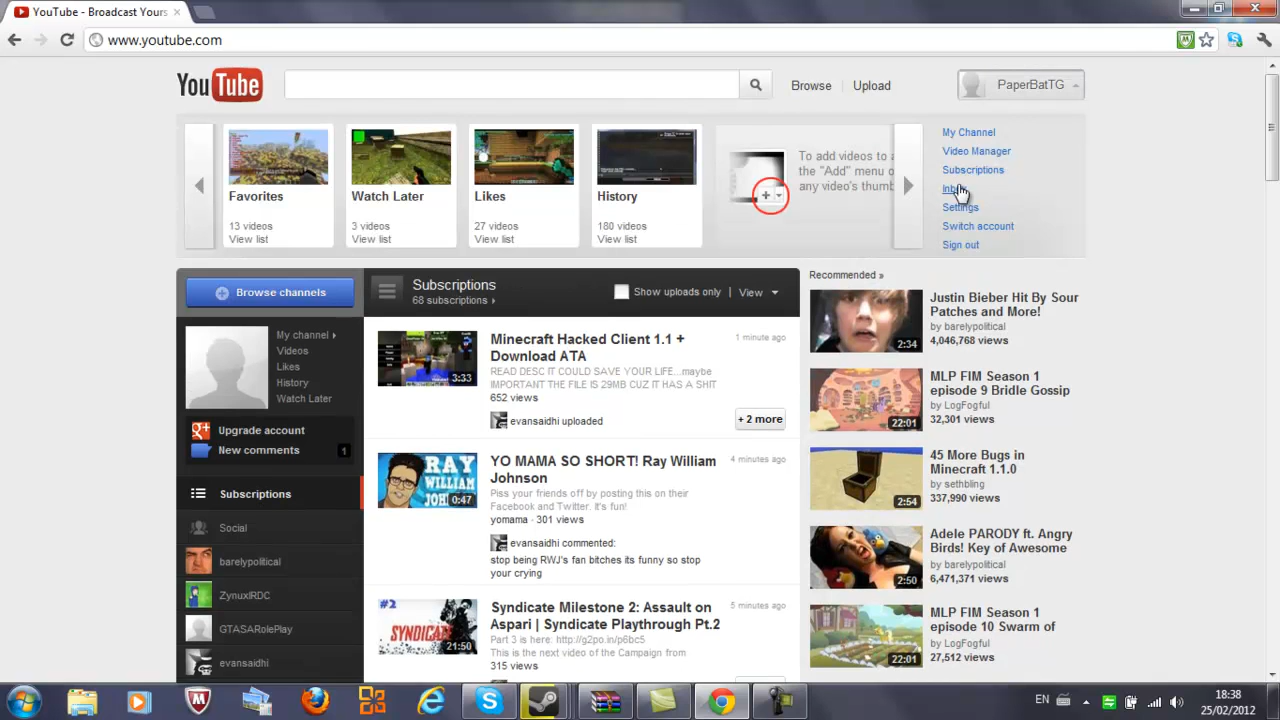 YouTube - Broadcast Yours
www.youtube.com
YouTube
Browse
Upload
PaperBatTG
Favorites
13 videos
View list
Watch Later
3 videos
View list
Likes
27 videos
View list
History
180 videos
View list
To add videos to a
the "Add" menu o
any video's thumb
My Channel
Video Manager
Subscriptions
Settings
Switch account
Sign out
Browse channels
My channel
Videos
Likes
History
Watch Later
Upgrade account
New comments 1
Subscriptions
Social
barelypolitical
ZynuxIRDC
GTASARolePlay
evansaidhi
Subscriptions
68 subscriptions
Show uploads only | View
Minecraft Hacked Client 1.1 +
Download ATA
1 minute ago
READ DESC IT COULD SAVE YOUR LIFE...maybe
IMPORTANT THE FILE IS 29MB CUZ IT HAS A SHIT
652 views
3:33
evansaidhi uploaded
+ 2 more
YO MAMA SO SHORT! Ray William
Johnson
4 minutes ago
Piss your friends off by posting this on their
Facebook and Twitter. It's fun!
yomama · 301 views
RAY
WILLIAM
JOHN
0:47
evansaidhi commented:
stop being RWJ's fan bitches its funny so stop
your crying
Syndicate Milestone 2: Assault on
Aspari | Syndicate Playthrough Pt.2
5 minutes ago
Part 3 is here: http://g2po.in/p6bc5
This is the next video of the Campaign from
315 views
#2
SYNDICATE
21:50
Recommended »
Justin Bieber Hit By Sour
Patches and More!
by barelypolitical
4,046,768 views
2:34
MLP FIM Season 1
episode 9 Bridle Gossip
by LogFogful
32,301 views
22:01
45 More Bugs in
Minecraft 1.1.0
by sethbling
337,990 views
2:54
Adele PARODY ft. Angry
Birds! Key of Awesome
by barelypolitical
6,471,371 views
2:50
MLP FIM Season 1
episode 10 Swarm of
by LogFogful
27,512 views
22:01
EN
18:38
25/02/2012